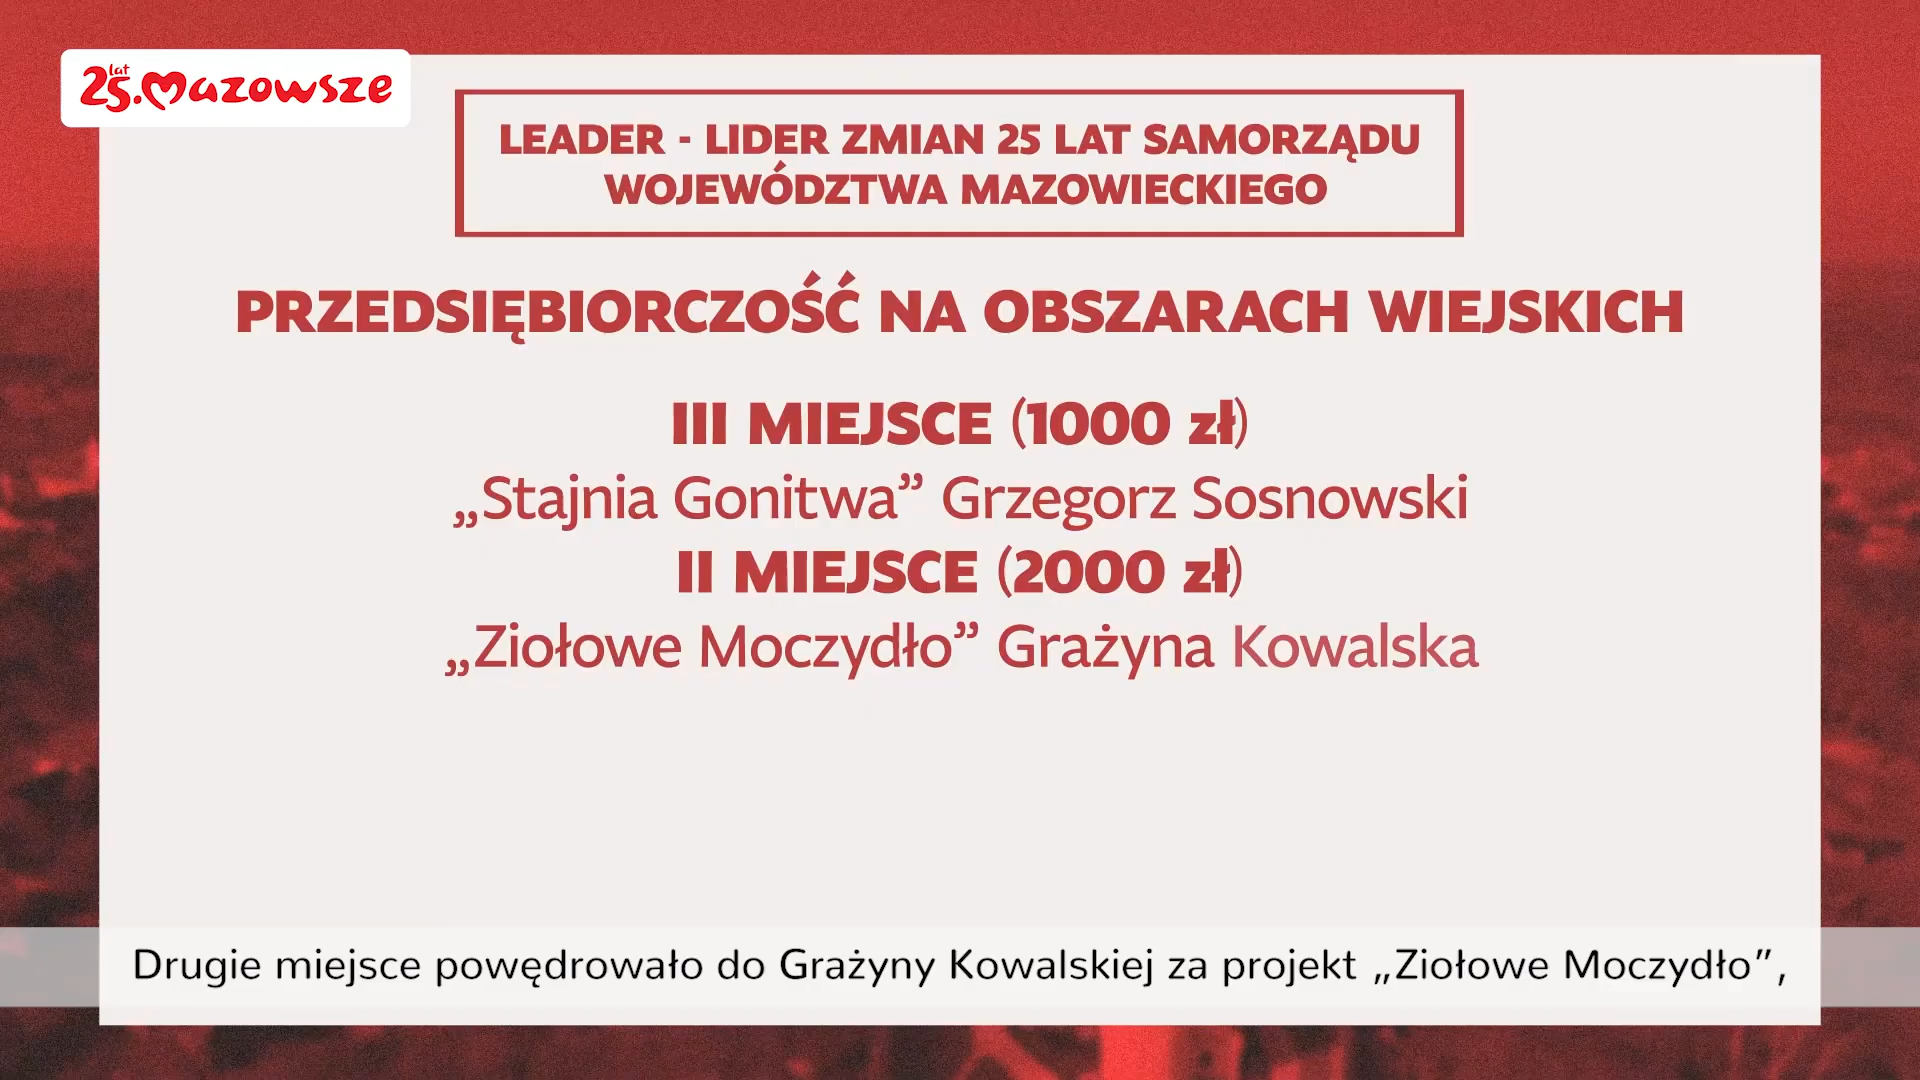 25 lat.Mazowsze
LEADER - LIDER ZMIAN 25 LAT SAMORZĄDU
WOJEWÓDZTWA MAZOWIECKIEGO
PRZEDSIĘBIORCZOŚĆ NA OBSZARACH WIEJSKICH
III MIEJSCE (1000 zł)
„Stajnia Gonitwa” Grzegorz Sosnowski
II MIEJSCE (2000 zł)
„Ziołowe Moczydło” Grażyna Kowalska
Drugie miejsce powędrowało do Grażyny Kowalskiej za projekt „Ziołowe Moczydło”,